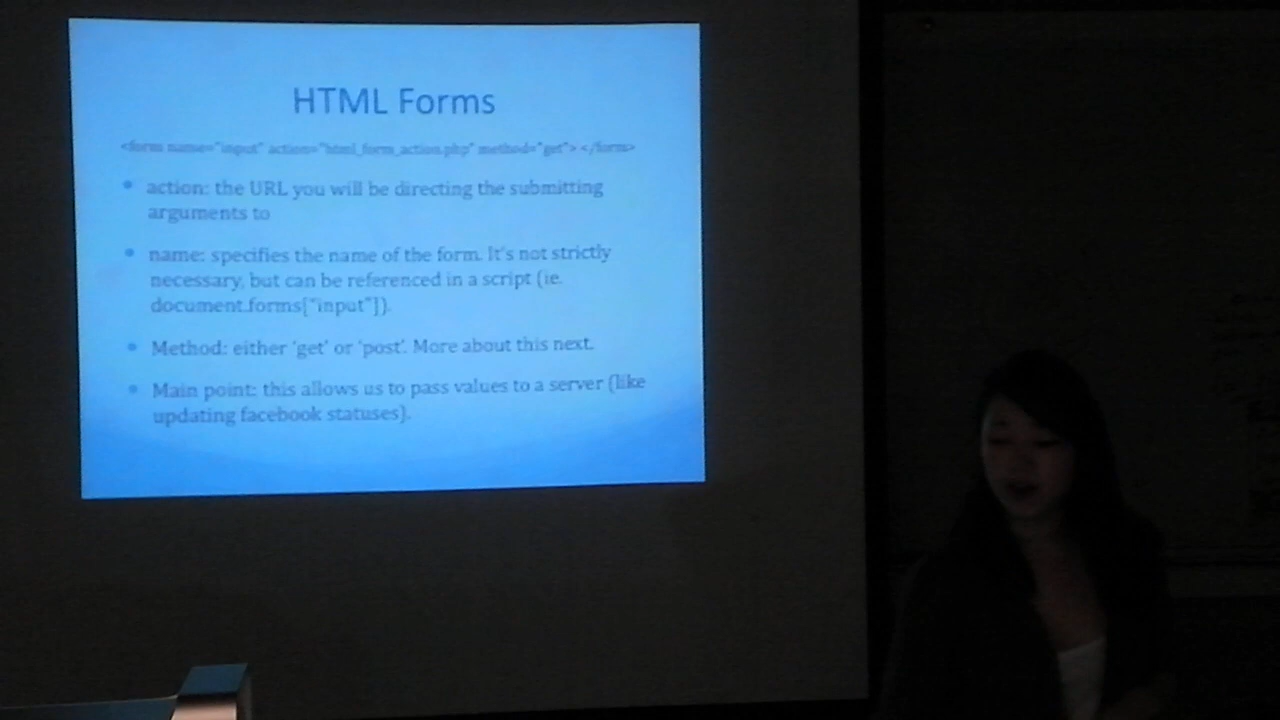 HTML Forms
<form name="input" action="html_form_action.php" method="get"> </form>
action: the URL you will be directing the submitting
arguments to
name: specifies the name of the form. It's not strictly
necessary, but can be referenced in a script (ie.
document.forms["input"]).
Method: either 'get' or 'post'. More about this next.
Main point: this allows us to pass values to a server (like
updating facebook statuses).